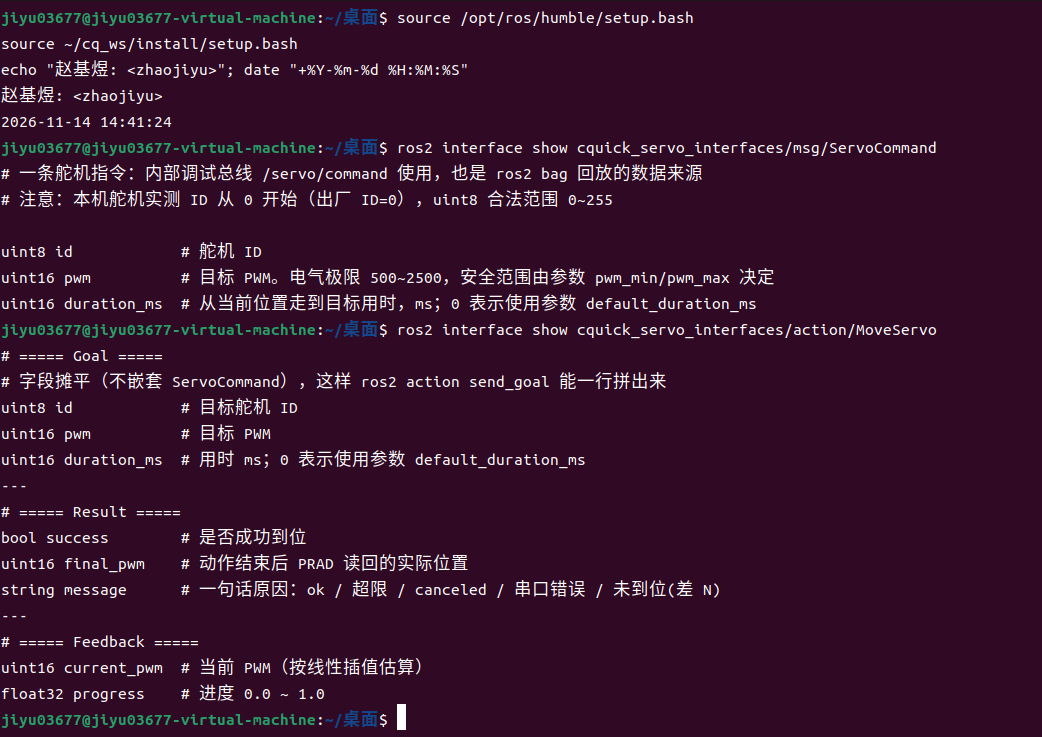 jiyu03677@jiyu03677-virtual-machine:~/桌面$ source /opt/ros/humble/setup.bash
source ~/cq_ws/install/setup.bash
echo "赵基煜: <zhaojiyu>"; date "+%Y-%m-%d %H:%M:%S"
赵基煜: <zhaojiyu>
2026-11-14 14:41:24
jiyu03677@jiyu03677-virtual-machine:~/桌面$ ros2 interface show cquick_servo_interfaces/msg/ServoCommand
# 一条舵机指令：内部调试总线 /servo/command 使用，也是 ros2 bag 回放的数据来源
# 注意：本机舵机实测 ID 从 0 开始（出厂 ID=0），uint8 合法范围 0~255
uint8 id            # 舵机 ID
uint16 pwm          # 目标 PWM。电气极限 500~2500，安全范围由参数 pwm_min/pwm_max 决定
uint16 duration_ms  # 从当前位置走到目标用时，ms；0 表示使用参数 default_duration_ms
jiyu03677@jiyu03677-virtual-machine:~/桌面$ ros2 interface show cquick_servo_interfaces/action/MoveServo
# ===== Goal =====
# 字段摊平（不嵌套 ServoCommand），这样 ros2 action send_goal 能一行拼出来
uint8 id            # 目标舵机 ID
uint16 pwm          # 目标 PWM
uint16 duration_ms  # 用时 ms；0 表示使用参数 default_duration_ms
---
# ===== Result =====
bool success        # 是否成功到位
uint16 final_pwm    # 动作结束后 PRAD 读回的实际位置
string message      # 一句话原因：ok / 超限 / canceled / 串口错误 / 未到位(差 N)
---
# ===== Feedback =====
uint16 current_pwm  # 当前 PWM（按线性插值估算）
float32 progress    # 进度 0.0 ~ 1.0
jiyu03677@jiyu03677-virtual-machine:~/桌面$